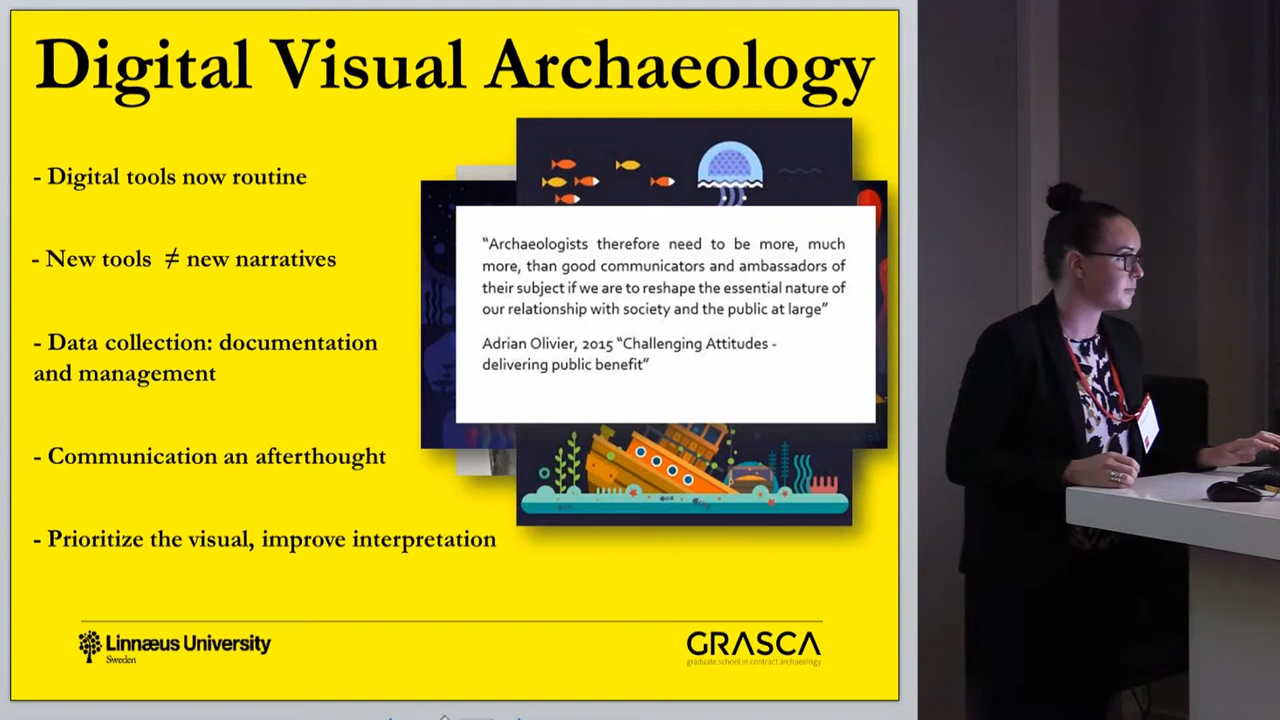 Digital Visual Archaeology
- Digital tools now routine
- New tools ≠ new narratives
- Data collection: documentation
and management
- Communication an afterthought
- Prioritize the visual, improve interpretation
“Archaeologists therefore need to be more, much
more, than good communicators and ambassadors of
their subject if we are to reshape the essential nature of
our relationship with society and the public at large”
Adrian Olivier, 2015 “Challenging Attitudes -
delivering public benefit”
Linnæus University
Sweden
GRASCA
graduate school in contract archaeology